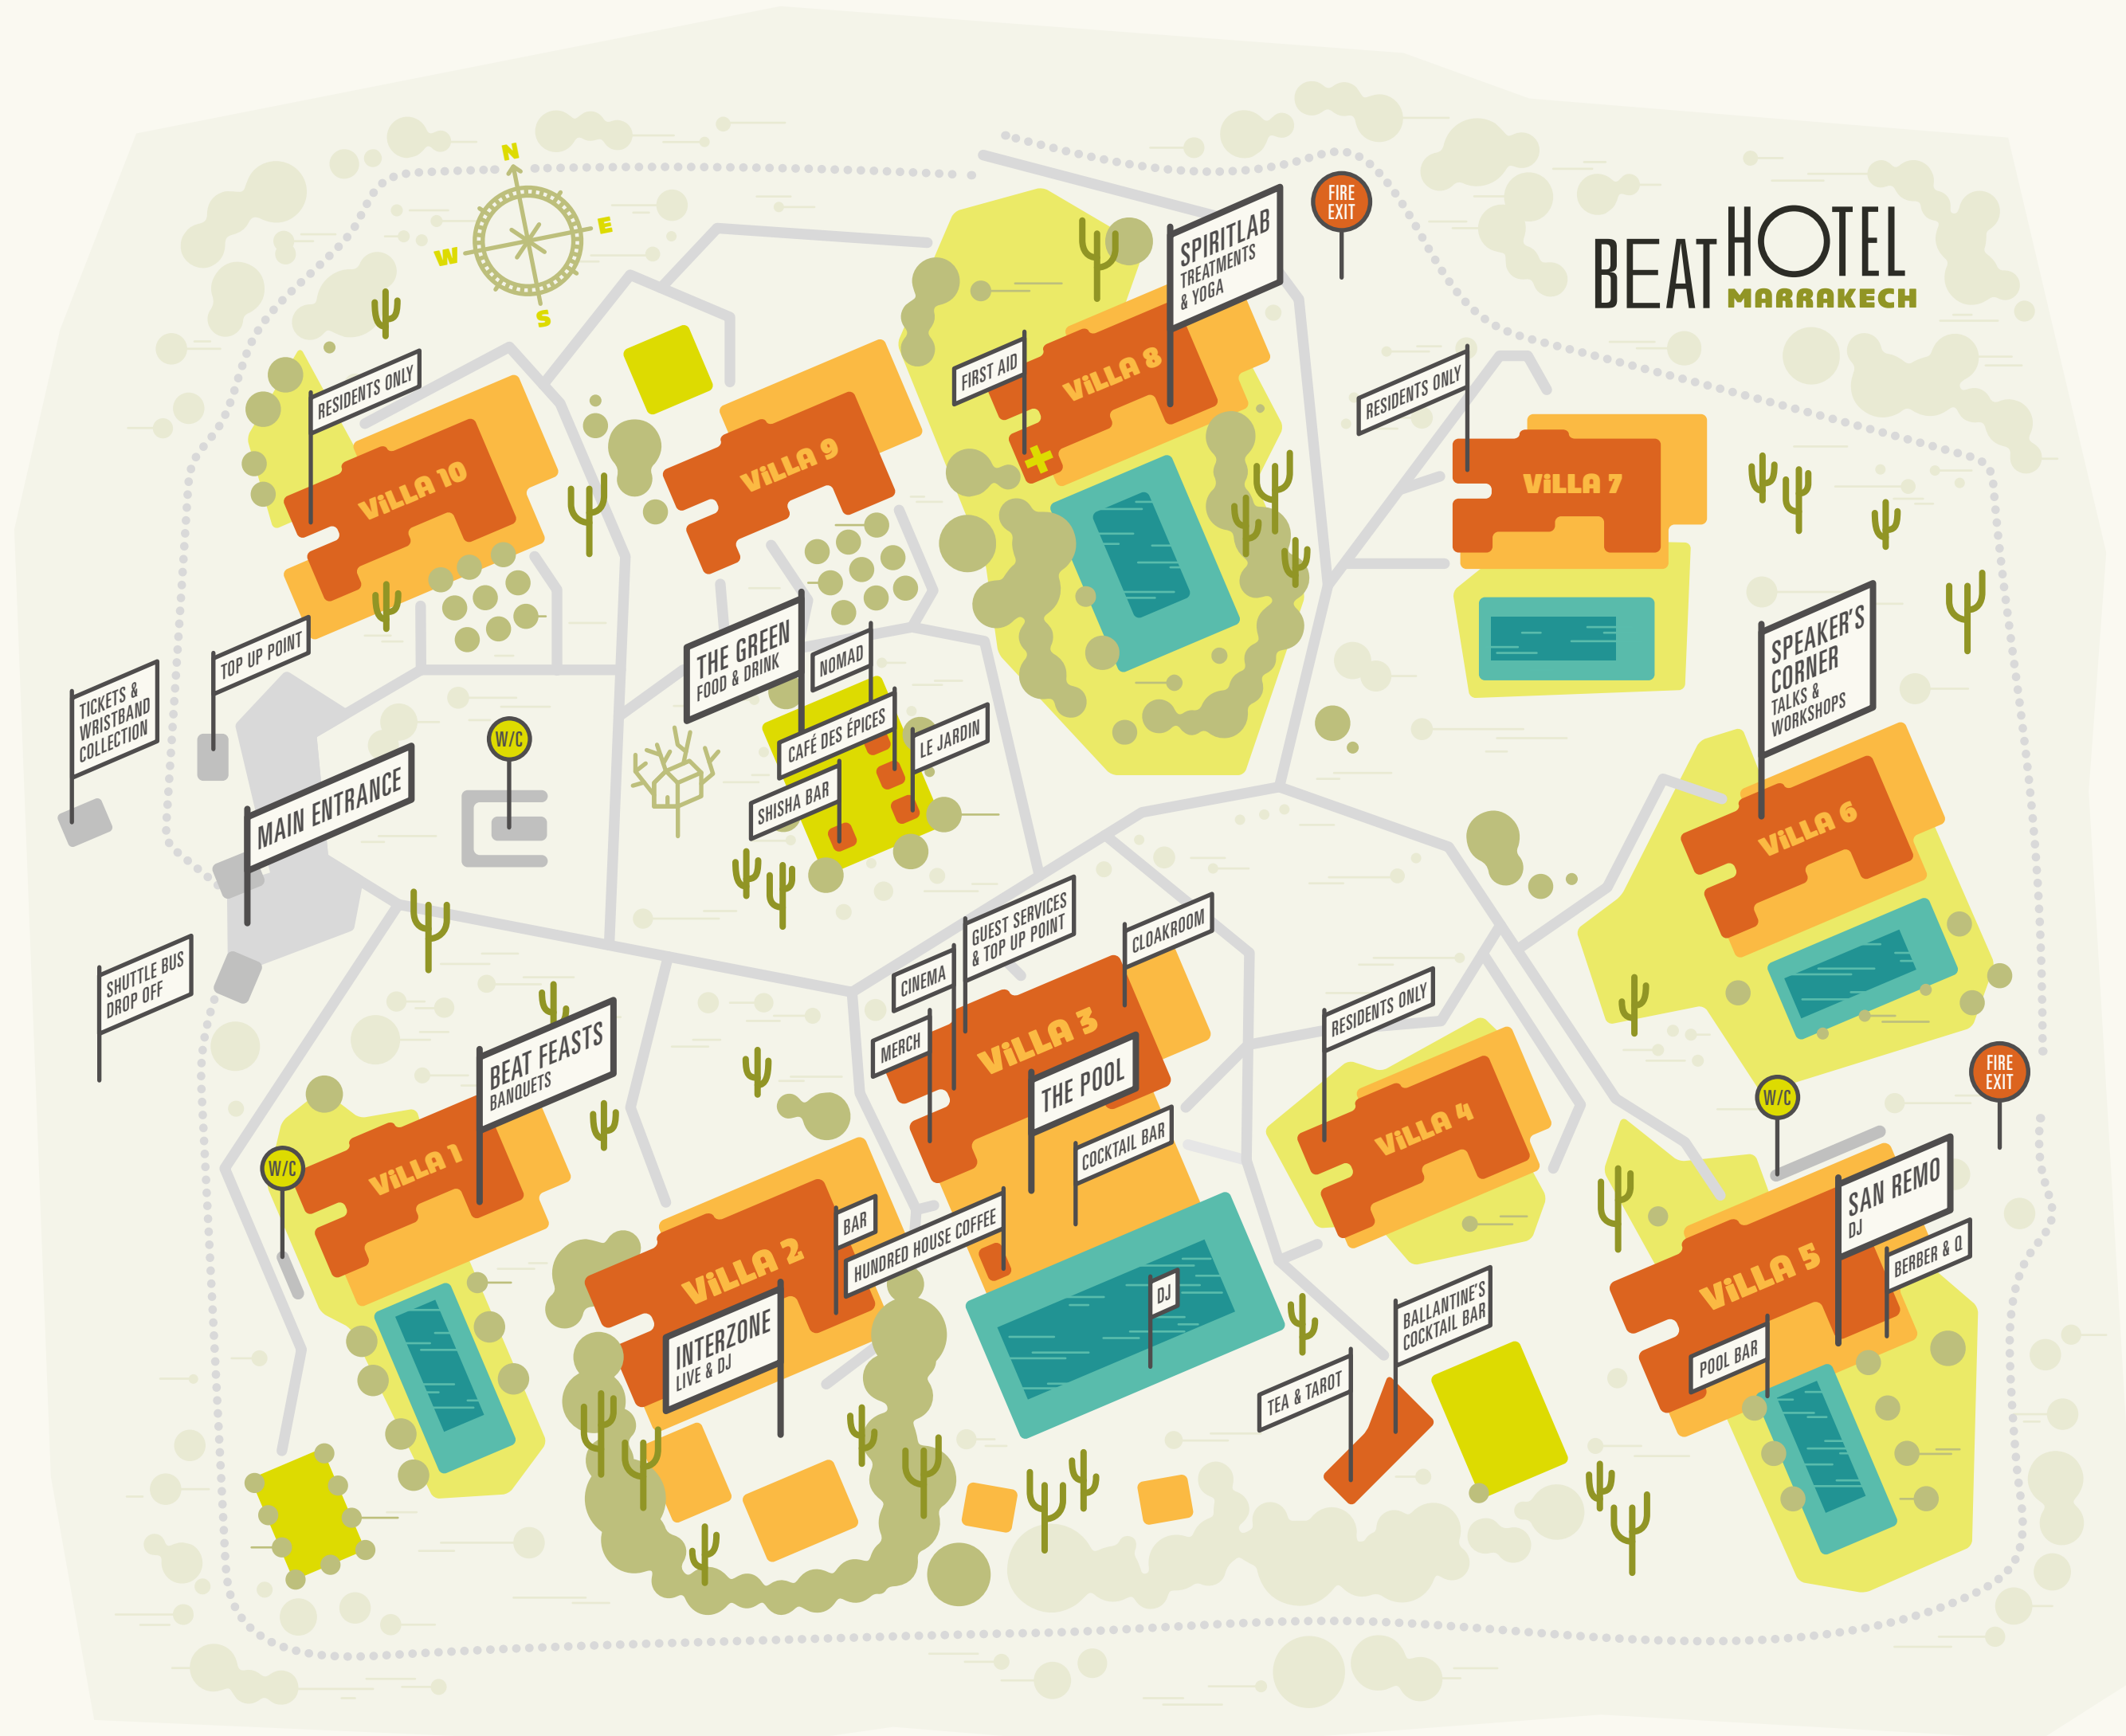 N
E
W
S
FIRE
EXIT
BEAT HOTEL
MARRAKECH
SPIRITLAB
TREATMENTS
& YOGA
FIRST AID
ViLLA 8
RESIDENTS ONLY
ViLLA 10
ViLLA 9
RESIDENTS ONLY
ViLLA 7
TOP UP POINT
TICKETS &
WRISTBAND
COLLECTION
MAIN ENTRANCE
W/C
THE GREEN
FOOD & DRINK
NOMAD
CAFÉ DES ÉPICES
LE JARDIN
SHISHA BAR
SPEAKER'S
CORNER
TALKS &
WORKSHOPS
ViLLA 6
SHUTTLE BUS
DROP OFF
GUEST SERVICES
& TOP UP POINT
CLOAKROOM
CINEMA
MERCH
ViLLA 3
THE POOL
COCKTAIL BAR
RESIDENTS ONLY
ViLLA 4
BEAT FEASTS
BANQUETS
W/C
ViLLA 1
BAR
HUNDRED HOUSE COFFEE
ViLLA 2
INTERZONE
LIVE & DJ
DJ
BALLANTINE'S
COCKTAIL BAR
TEA & TAROT
FIRE
EXIT
W/C
SAN REMO
DJ
BERBER & Q
ViLLA 5
POOL BAR